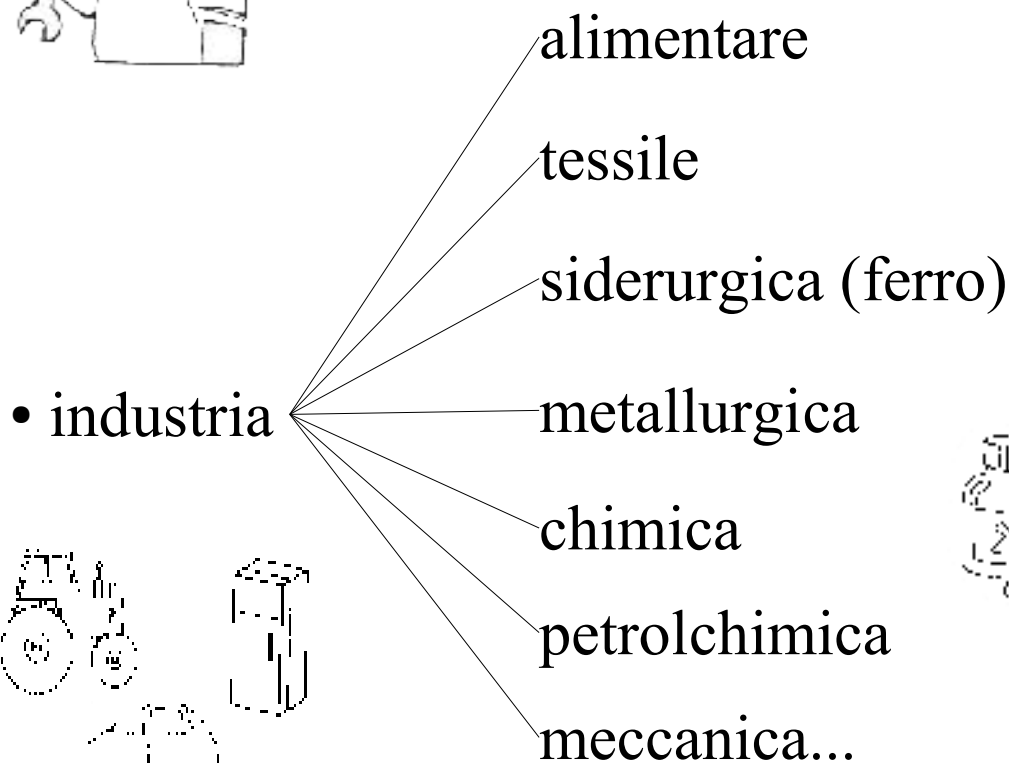 alimentare
tessile
siderurgica (ferro)
• industria
metallurgica
chimica
petrolchimica
meccanica...